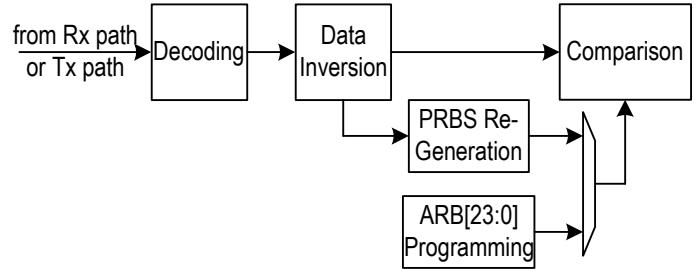 from Rx path
or Tx path
Decoding
Data
Inversion
Comparison
PRBS Re-
Generation
ARB[23:0]
Programming